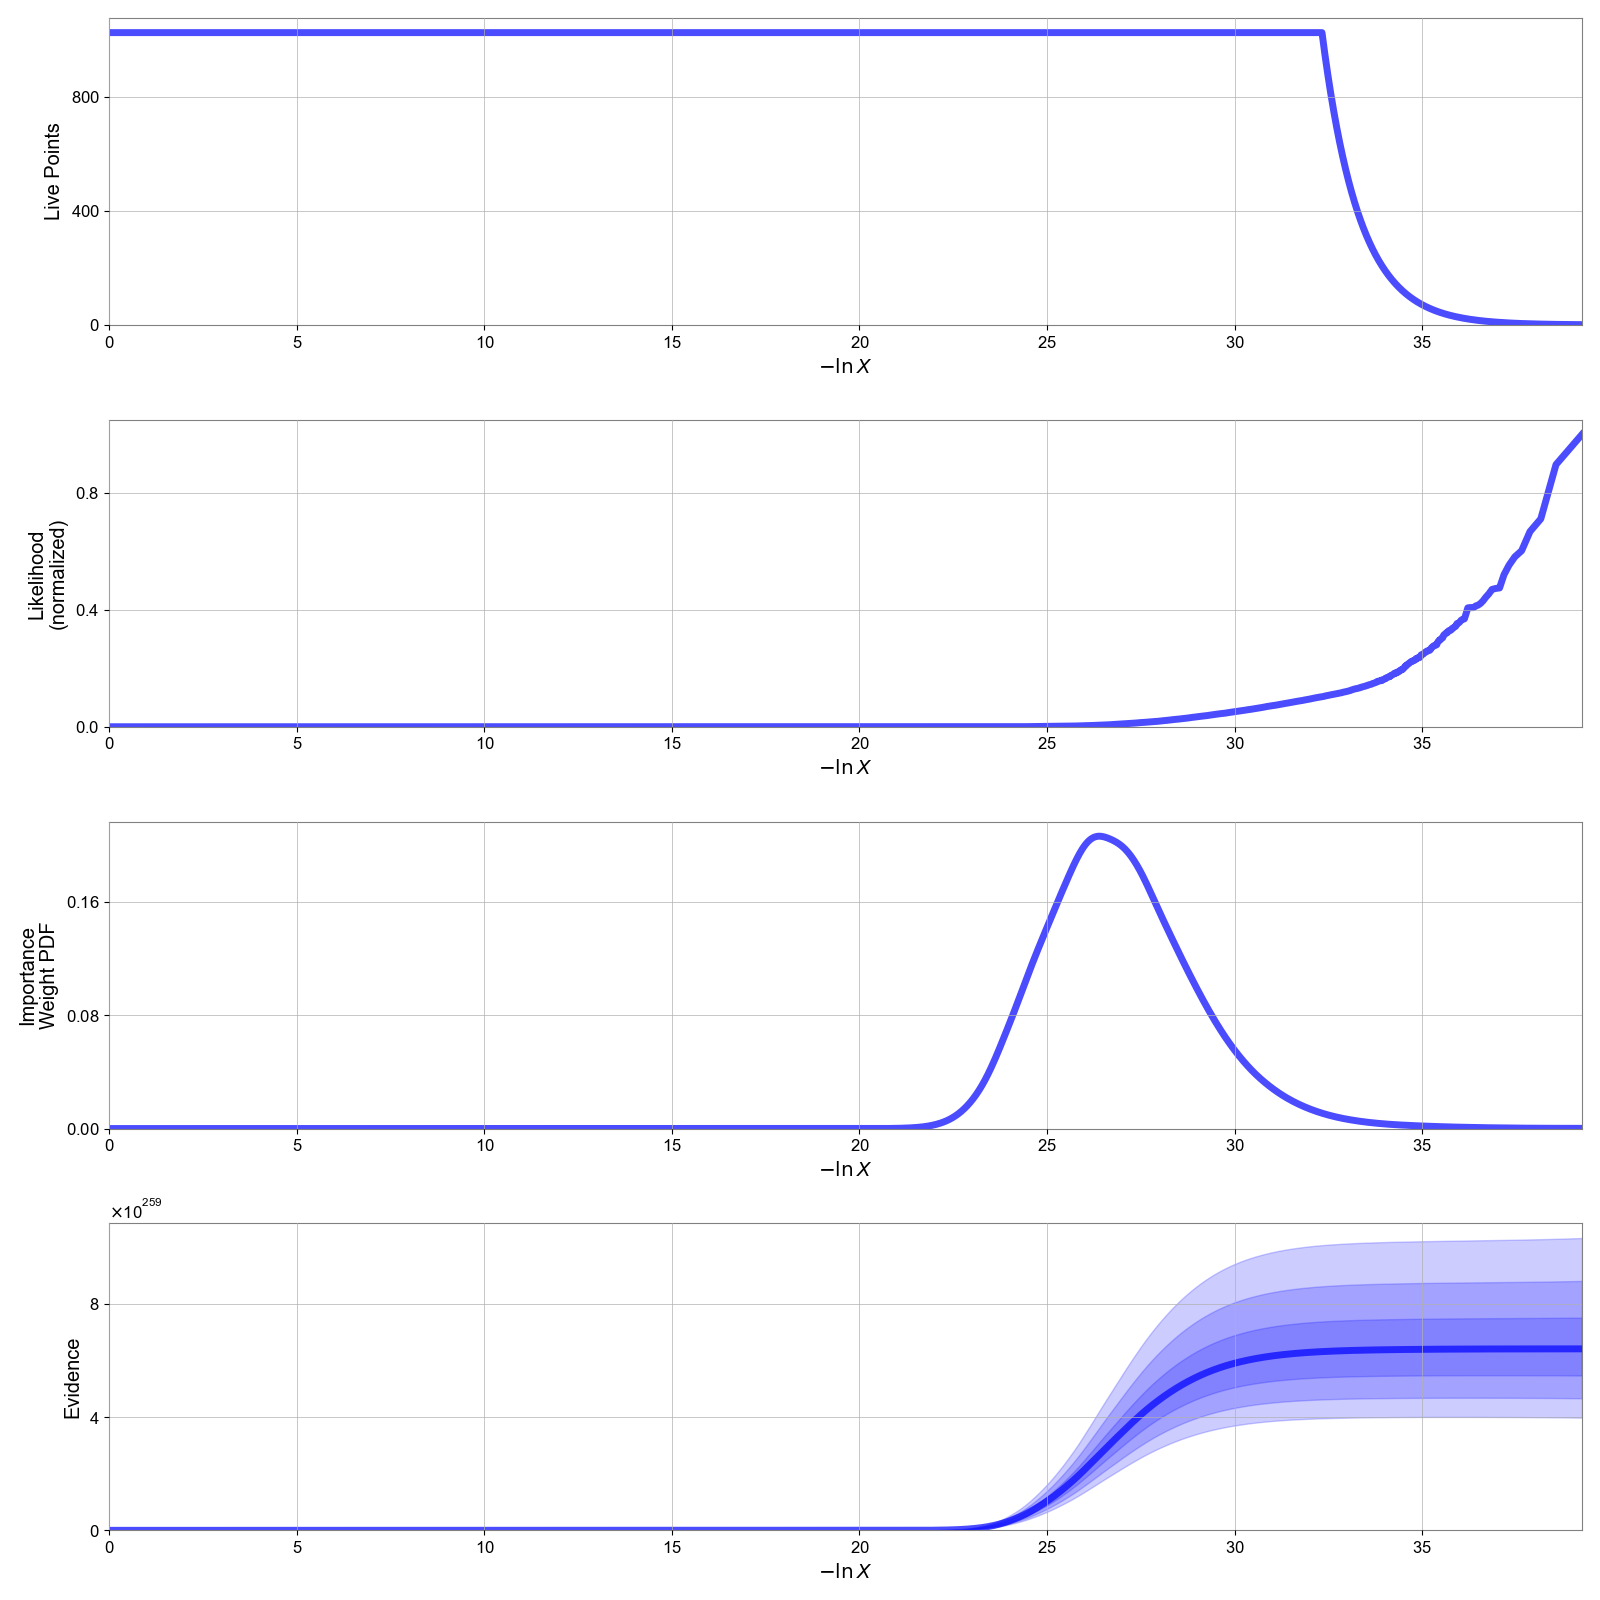 800
400
0
Live Points
0 5 10 15 20 25 30 35
−ln X
0.8
0.4
0.0
Likelihood
(normalized)
0 5 10 15 20 25 30 35
−ln X
0.16
0.08
0.00
Importance
Weight PDF
0 5 10 15 20 25 30 35
−ln X
×10^259
8
4
0
Evidence
0 5 10 15 20 25 30 35
−ln X